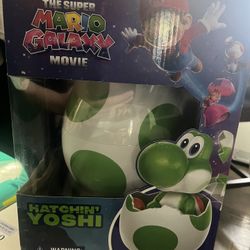 THE SUPER
MARIO
GALAXY
MOVIE
HATCHIN'
YOSHI
WARNING